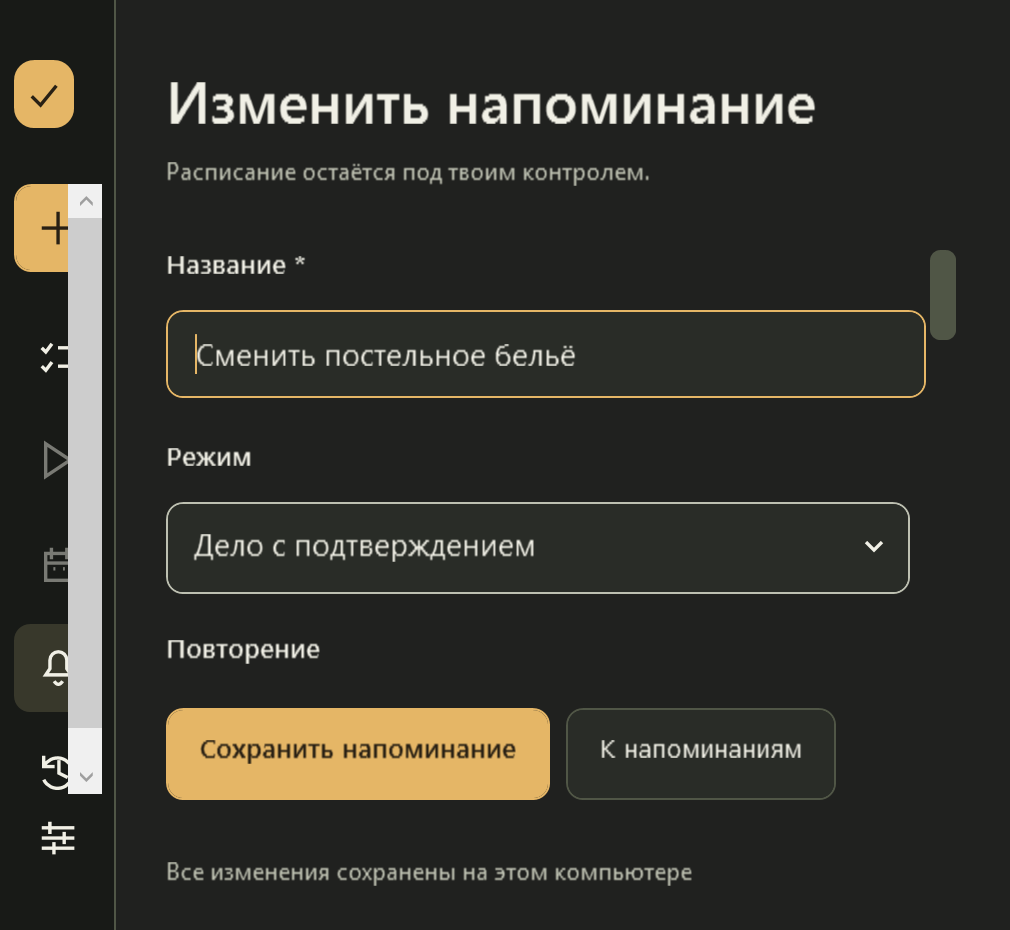 Изменить напоминание
Расписание остаётся под твоим контролем.
Название *
Сменить постельное бельё
Режим
Дело с подтверждением
Повторение
Сохранить напоминание
К напоминаниям
Все изменения сохранены на этом компьютере